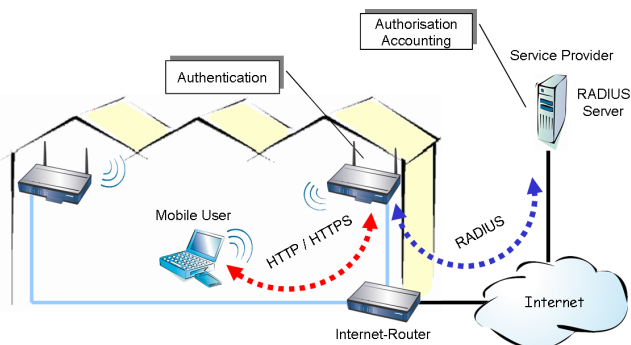 Authorisation
Accounting
Service Provider
Authentication
RADIUS
Server
Mobile User
HTTP / HTTPS
RADIUS
Internet
Internet-Router